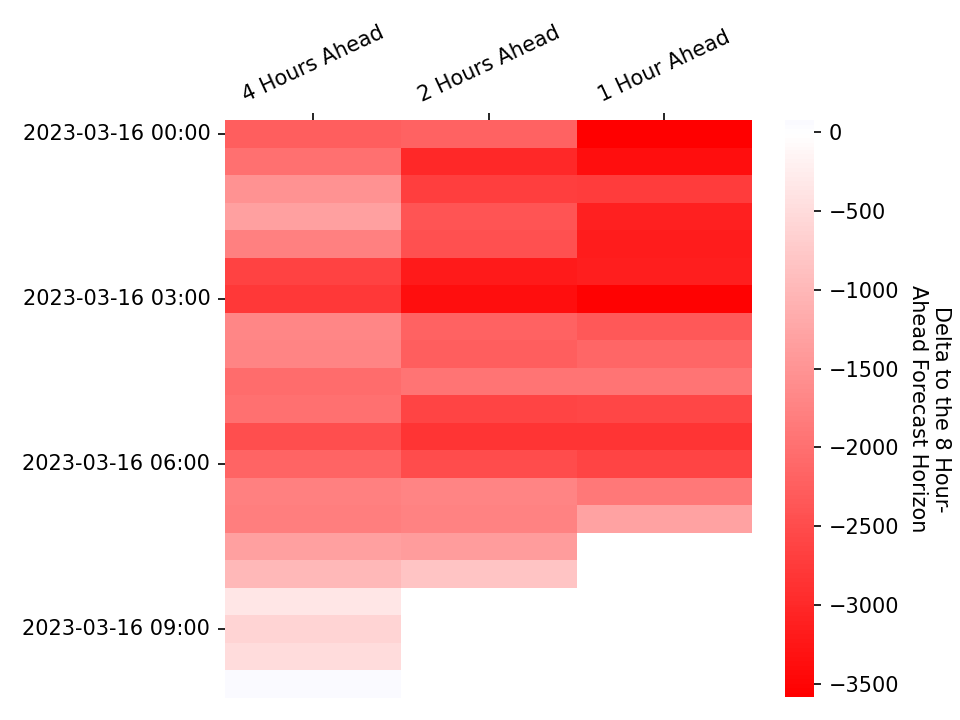 4 Hours Ahead
2 Hours Ahead
1 Hour Ahead
2023-03-16 00:00
2023-03-16 03:00
2023-03-16 06:00
2023-03-16 09:00
0
−500
−1000
−1500
−2000
−2500
−3000
−3500
Delta to the 8 Hour-
Ahead Forecast Horizon